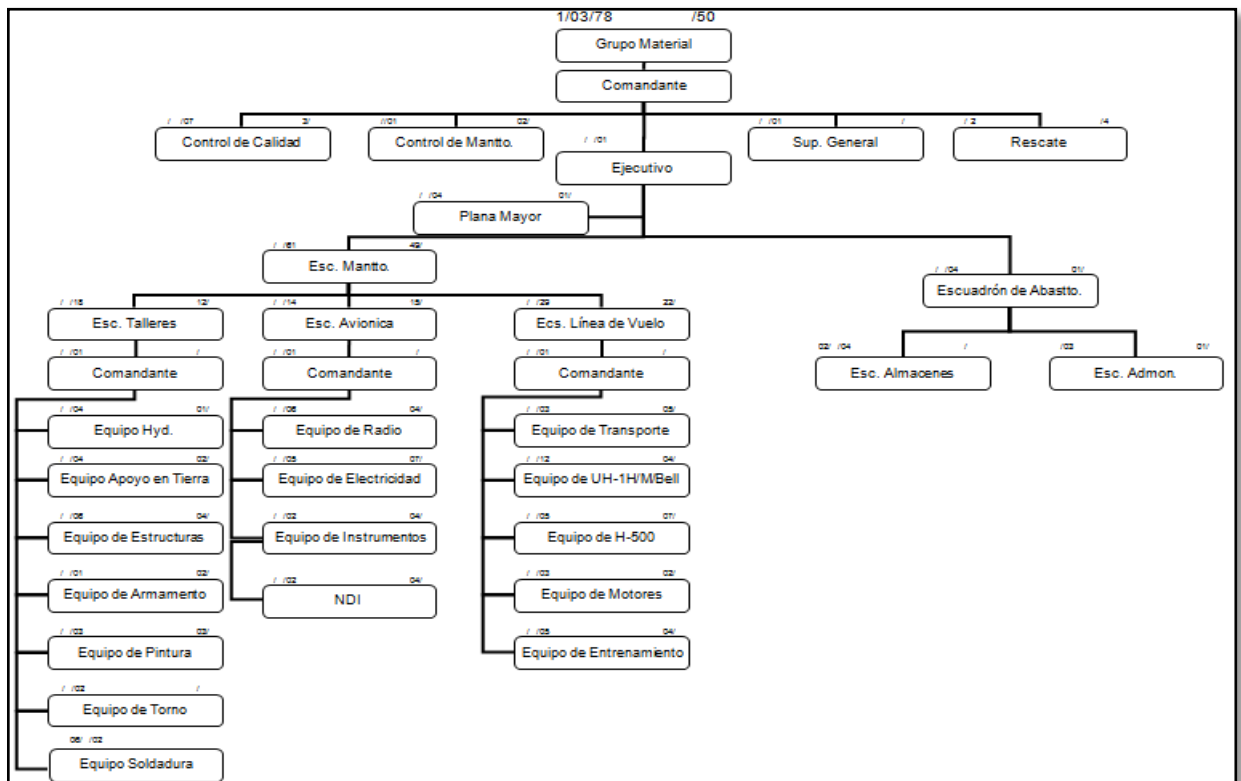 1/03/78 /50
Grupo Material
Comandante
/ /07 3/
Control de Calidad
//01 02/
Control de Mantto.
/ /01 /
Sup. General
/ 2 /4
Rescate
/ /01
Ejecutivo
/ /04 01/
Plana Mayor
/ /61 49/
Esc. Mantto.
/ /04 01/
Escuadrón de Abastto.
/ /18 12/
Esc. Talleres
/ /14 15/
Esc. Avionica
/ /29 22/
Ecs. Línea de Vuelo
02/ /04 /
Esc. Almacenes
/03 01/
Esc. Admon.
/ /01 /
Comandante
/ /01 /
Comandante
/ /01 /
Comandante
/ /04 01/
Equipo Hyd.
/ /04 02/
Equipo Apoyo en Tierra
/ /06 04/
Equipo de Estructuras
/ /01 02/
Equipo de Armamento
/ /03 03/
Equipo de Pintura
/ /02 /
Equipo de Torno
06/ /02
Equipo Soldadura
/ /06 04/
Equipo de Radio
/ /05 07/
Equipo de Electricidad
/ /02 04/
Equipo de Instrumentos
/ /02 04/
NDI
/ /03 05/
Equipo de Transporte
/ /12 04/
Equipo de UH-1H/M/Bell
/ /05 07/
Equipo de H-500
/ /03 02/
Equipo de Motores
/ /05 04/
Equipo de Entrenamiento